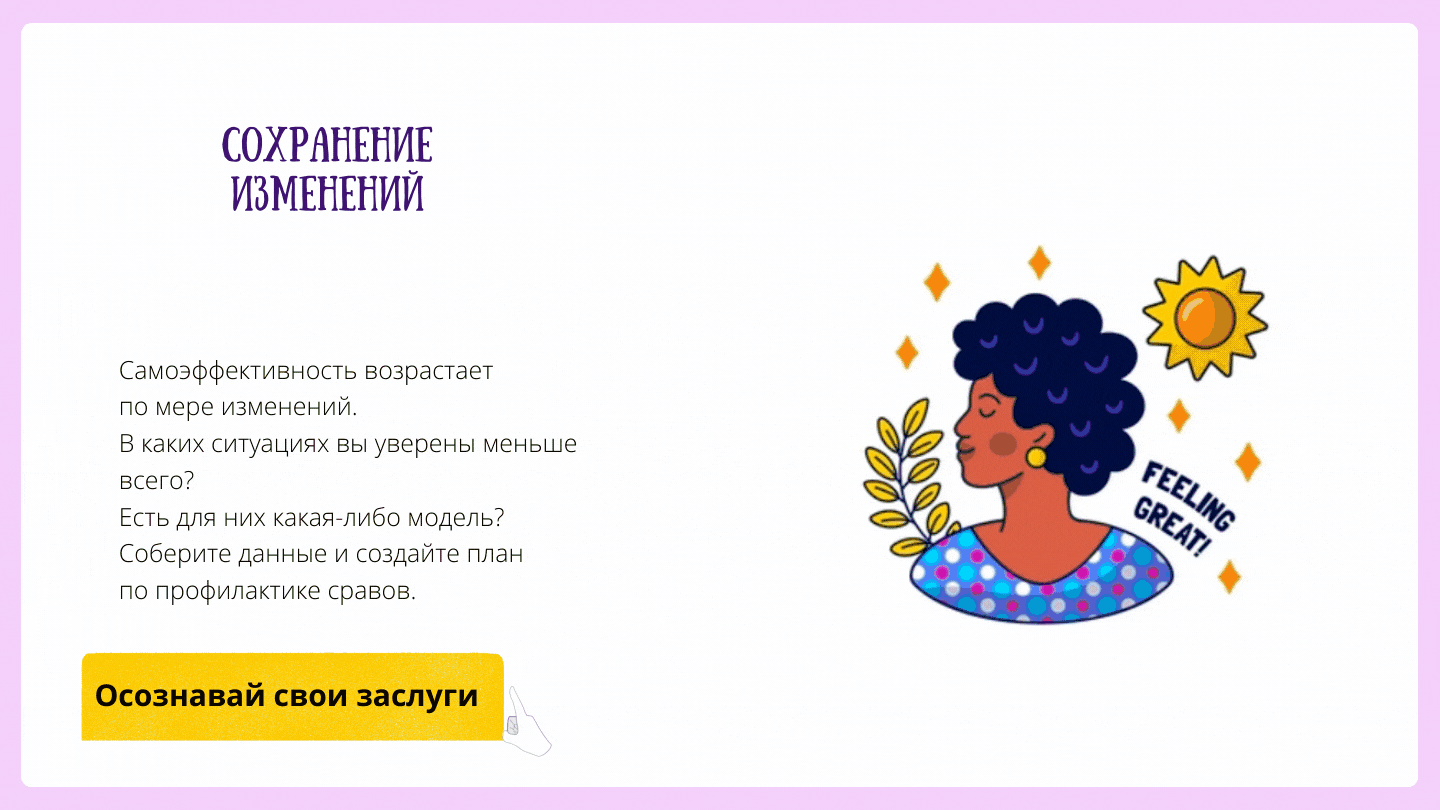 СОХРАНЕНИЕ
ИЗМЕНЕНИЙ
Самоэффективность возрастает
по мере изменений.
В каких ситуациях вы уверены меньше
всего?
Есть для них какая-либо модель?
Соберите данные и создайте план
по профилактике сравов.
Осознавай свои заслуги
FEELING
GREAT!